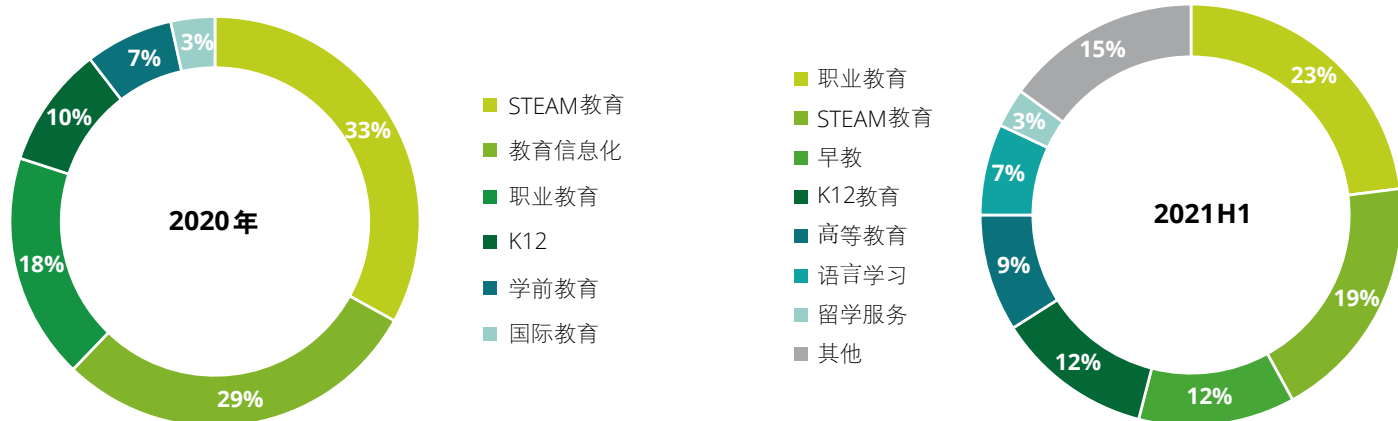 33%
29%
18%
10%
7%
3%
2020年
STEAM教育
教育信息化
职业教育
K12
学前教育
国际教育
职业教育
STEAM教育
早教
K12教育
高等教育
语言学习
留学服务
其他
23%
19%
12%
12%
9%
7%
3%
15%
2021H1